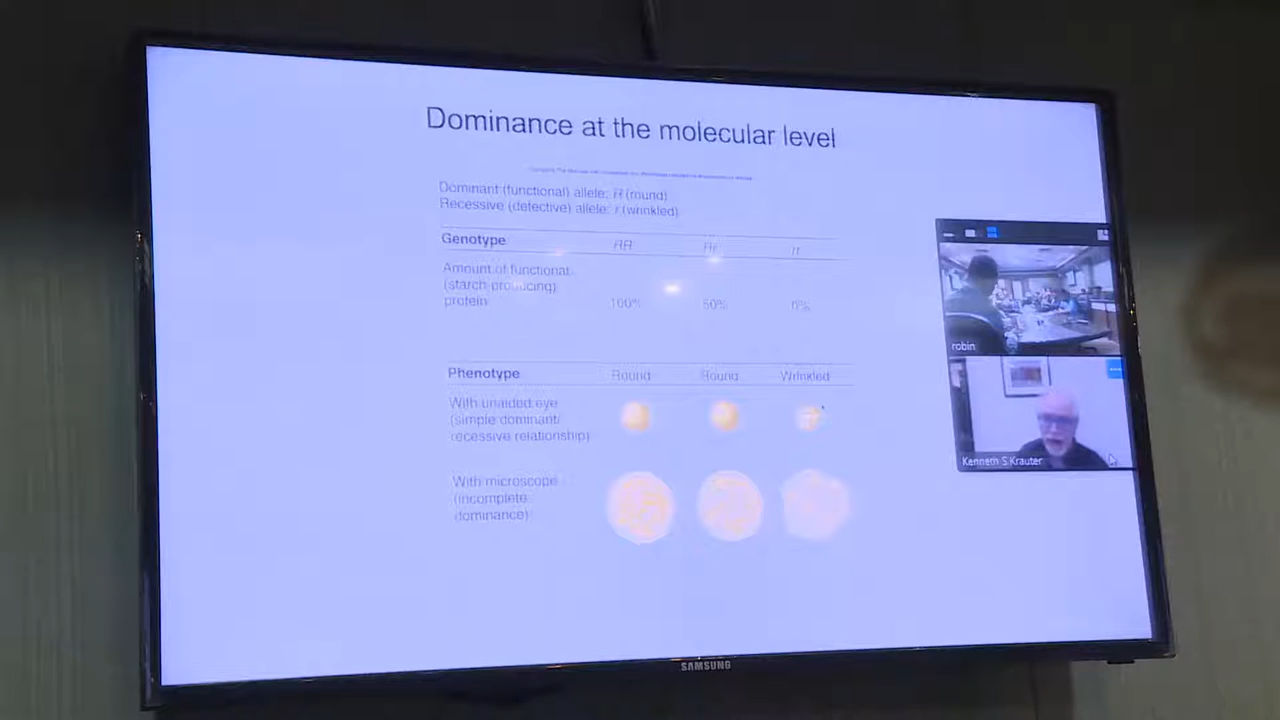 Dominance at the molecular level
Dominant (functional) allele: R (round)
Recessive (defective) allele: r (wrinkled)
Genotype RR Rr rr
Amount of functional
(starch-producing)
protein 100% 50% 0%
Phenotype Round Round Wrinkled
With unaided eye
(simple dominant/
recessive relationship)
With microscope
(incomplete
dominance)
robin
Kenneth S Krauter
SAMSUNG